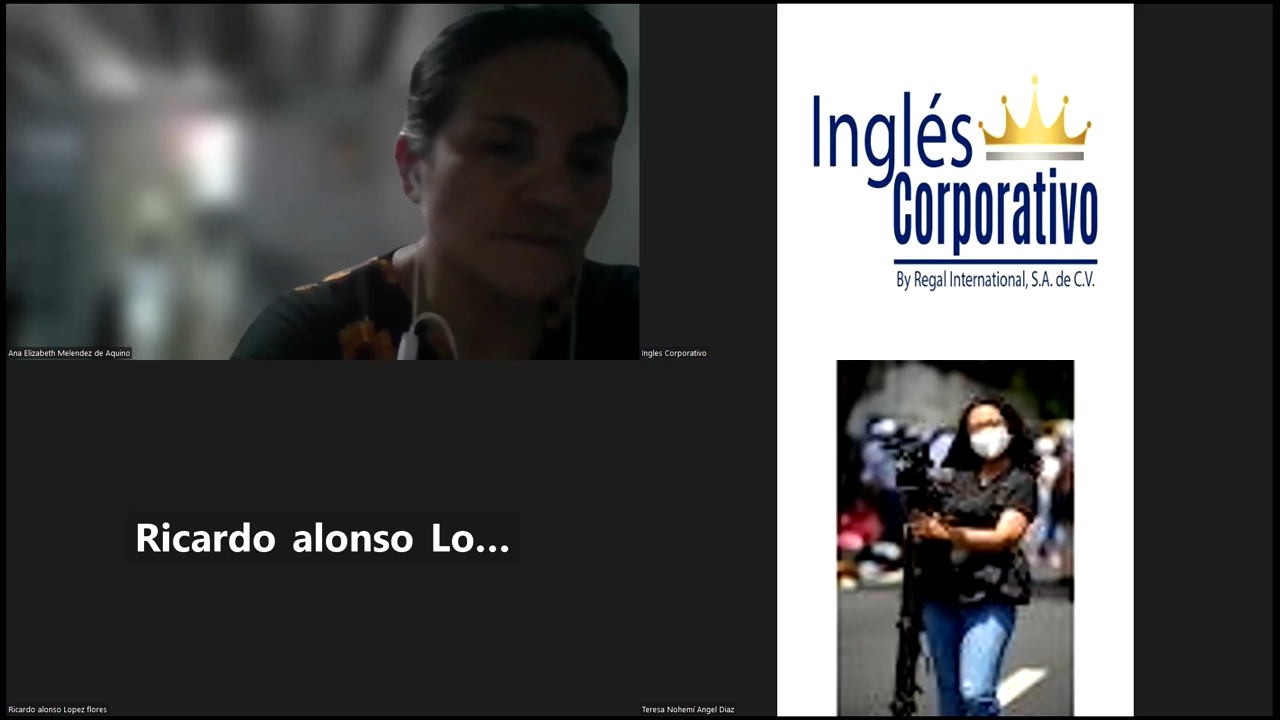 Inglés
Corporativo
By Regal International, S.A. de C.V.
Ana Elizabeth Melendez de Aquino
Ingles Corporativo
Ricardo alonso Lo...
Ricardo alonso Lopez flores
Teresa Nohemí Angel Diaz